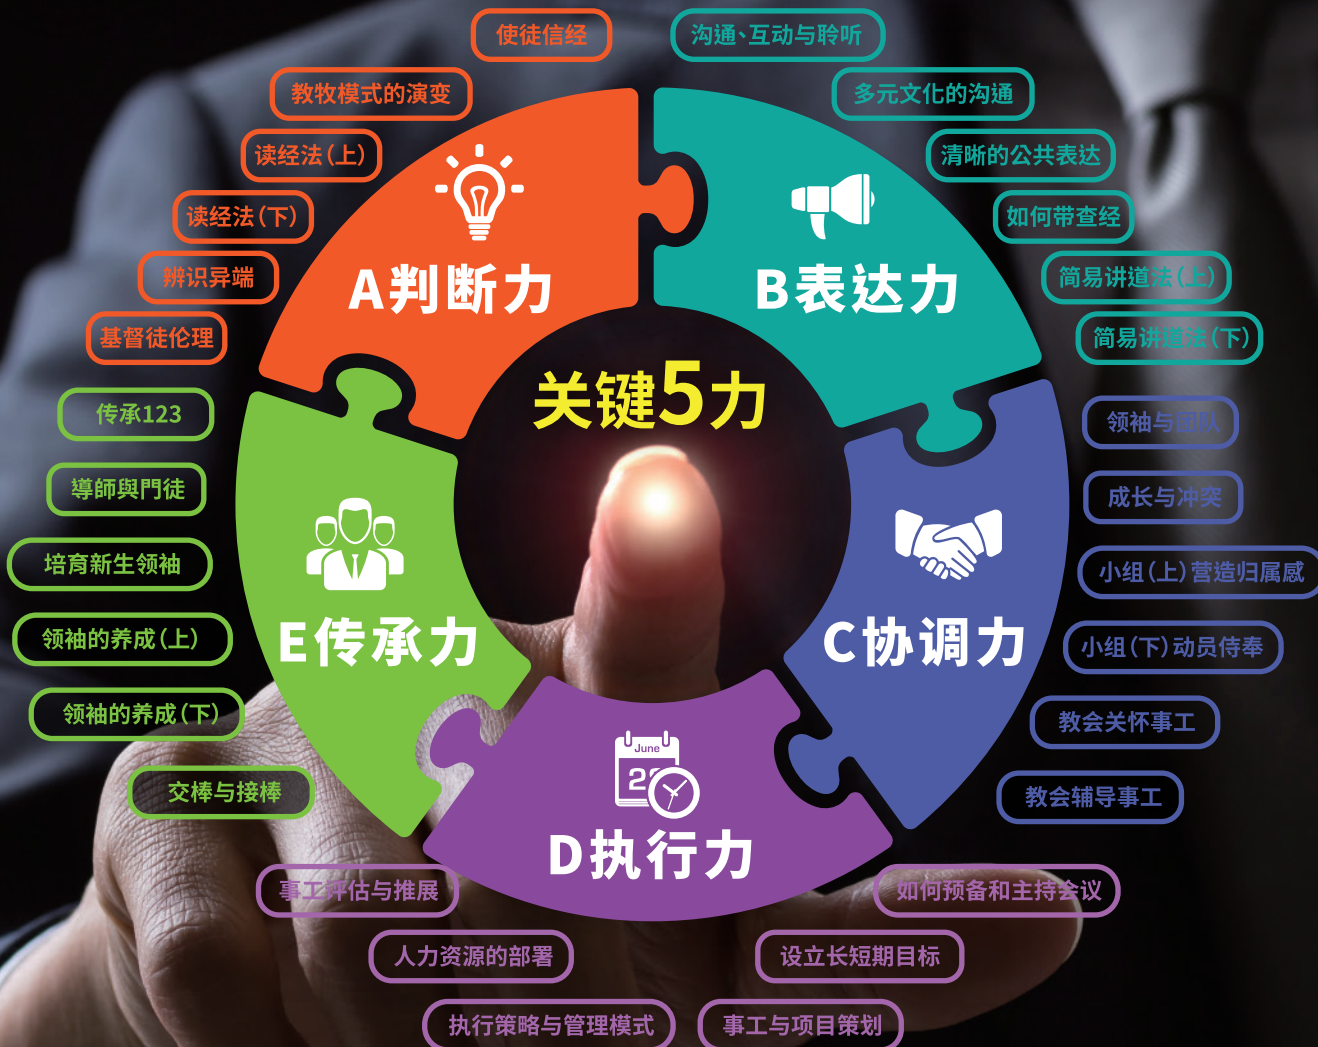 使徒信经
沟通、互动与聆听
教牧模式的演变
多元文化的沟通
读经法（上）
清晰的公共表达
读经法（下）
如何带查经
辨识异端
简易讲道法（上）
基督徒伦理
简易讲道法（下）
A判断力
B表达力
关键5力
传承123
领袖与团队
導師與門徒
成长与冲突
培育新生领袖
小组（上）营造归属感
领袖的养成（上）
小组（下）动员侍奉
E传承力
C协调力
领袖的养成（下）
教会关怀事工
June
交棒与接棒
教会辅导事工
D执行力
事工评估与推展
如何预备和主持会议
人力资源的部署
设立长短期目标
执行策略与管理模式
事工与项目策划